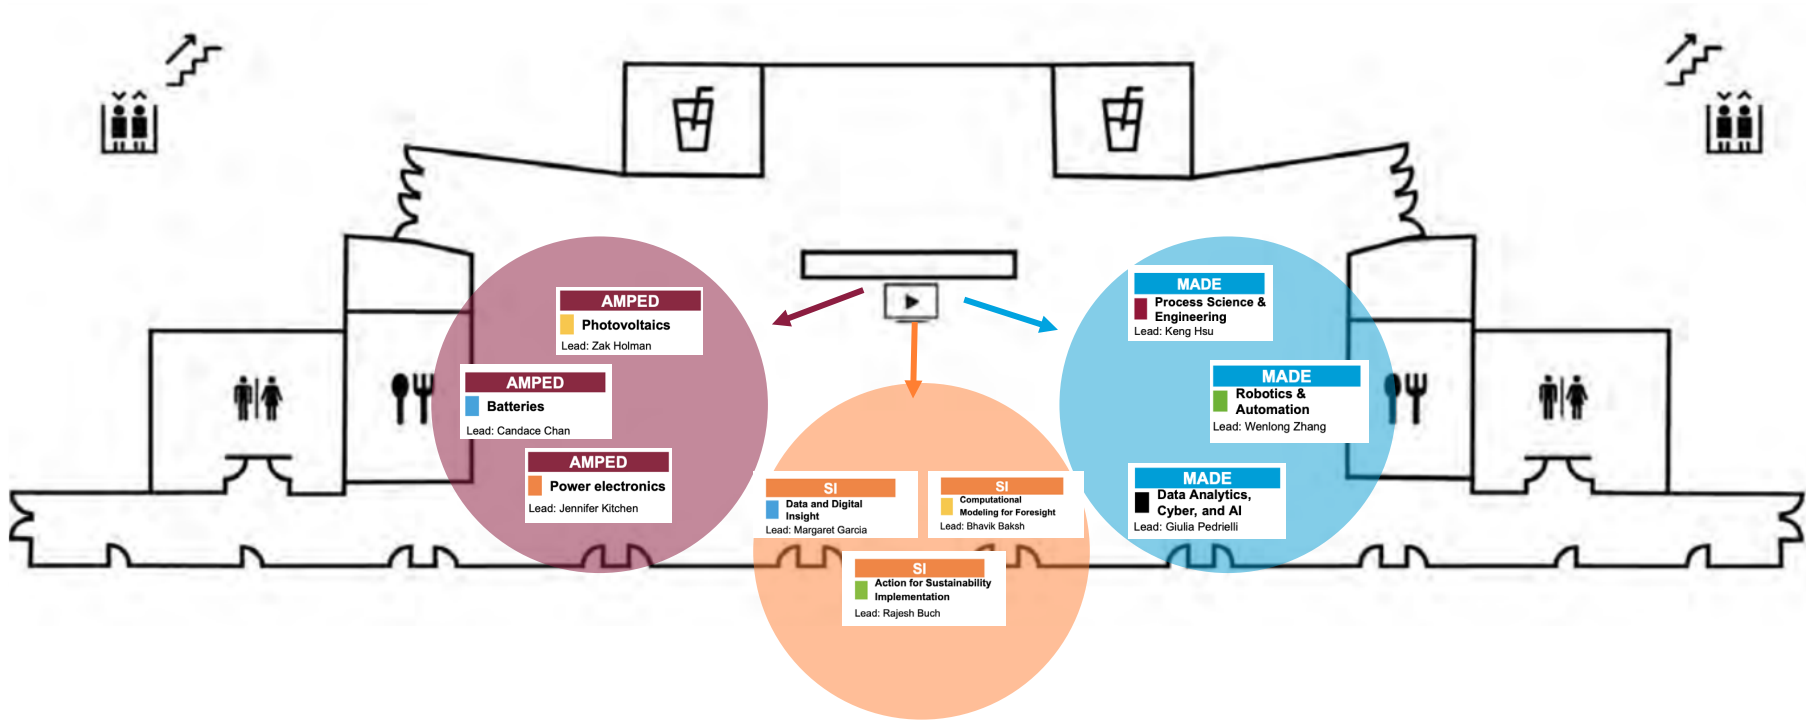 AMPED
Photovoltaics
Lead: Zak Holman
AMPED
Batteries
Lead: Candace Chan
AMPED
Power electronics
Lead: Jennifer Kitchen
SI
Data and Digital
Insight
Lead: Margaret Garcia
SI
Computational
Modeling for Foresight
Lead: Bhavik Baksh
SI
Action for Sustainability
Implementation
Lead: Rajesh Buch
MADE
Process Science &
Engineering
Lead: Keng Hsu
MADE
Robotics &
Automation
Lead: Wenlong Zhang
MADE
Data Analytics,
Cyber, and AI
Lead: Giulia Pedrielli